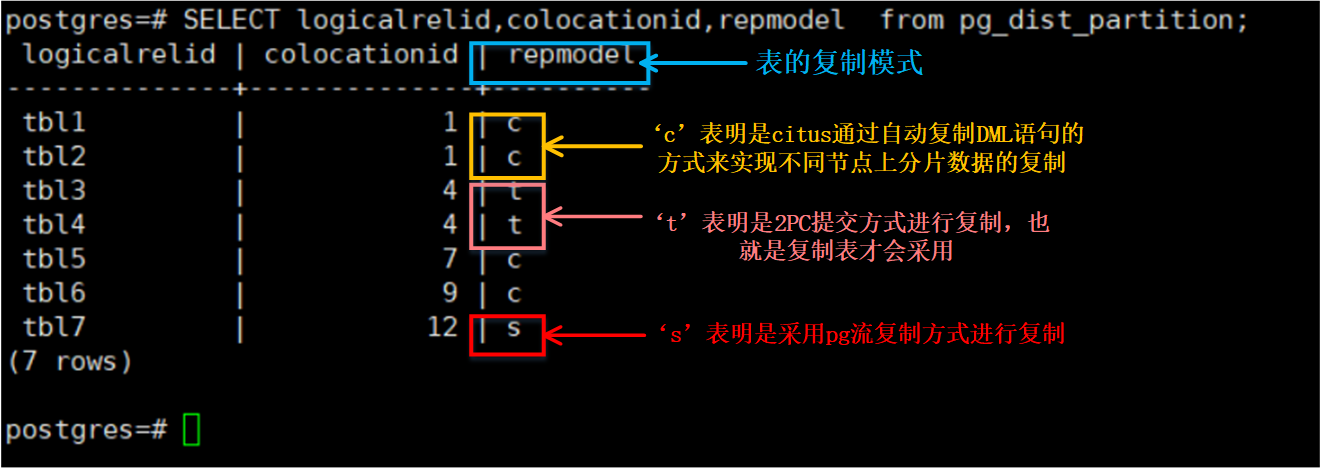 postgres=# SELECT logicalrelid,colocationid,repmodel  from pg_dist_partition;
 logicalrelid | colocationid | repmodel
表的复制模式
--------------+--------------+----------
 tbl1         |            1 | c
 tbl2         |            1 | c
‘c’表明是citus通过自动复制DML语句的
方式来实现不同节点上分片数据的复制
 tbl3         |            4 | t
 tbl4         |            4 | t
‘t’表明是2PC提交方式进行复制，也
就是复制表才会采用
 tbl5         |            7 | c
 tbl6         |            9 | c
 tbl7         |           12 | s
‘s’表明是采用pg流复制方式进行复制
(7 rows)
postgres=#